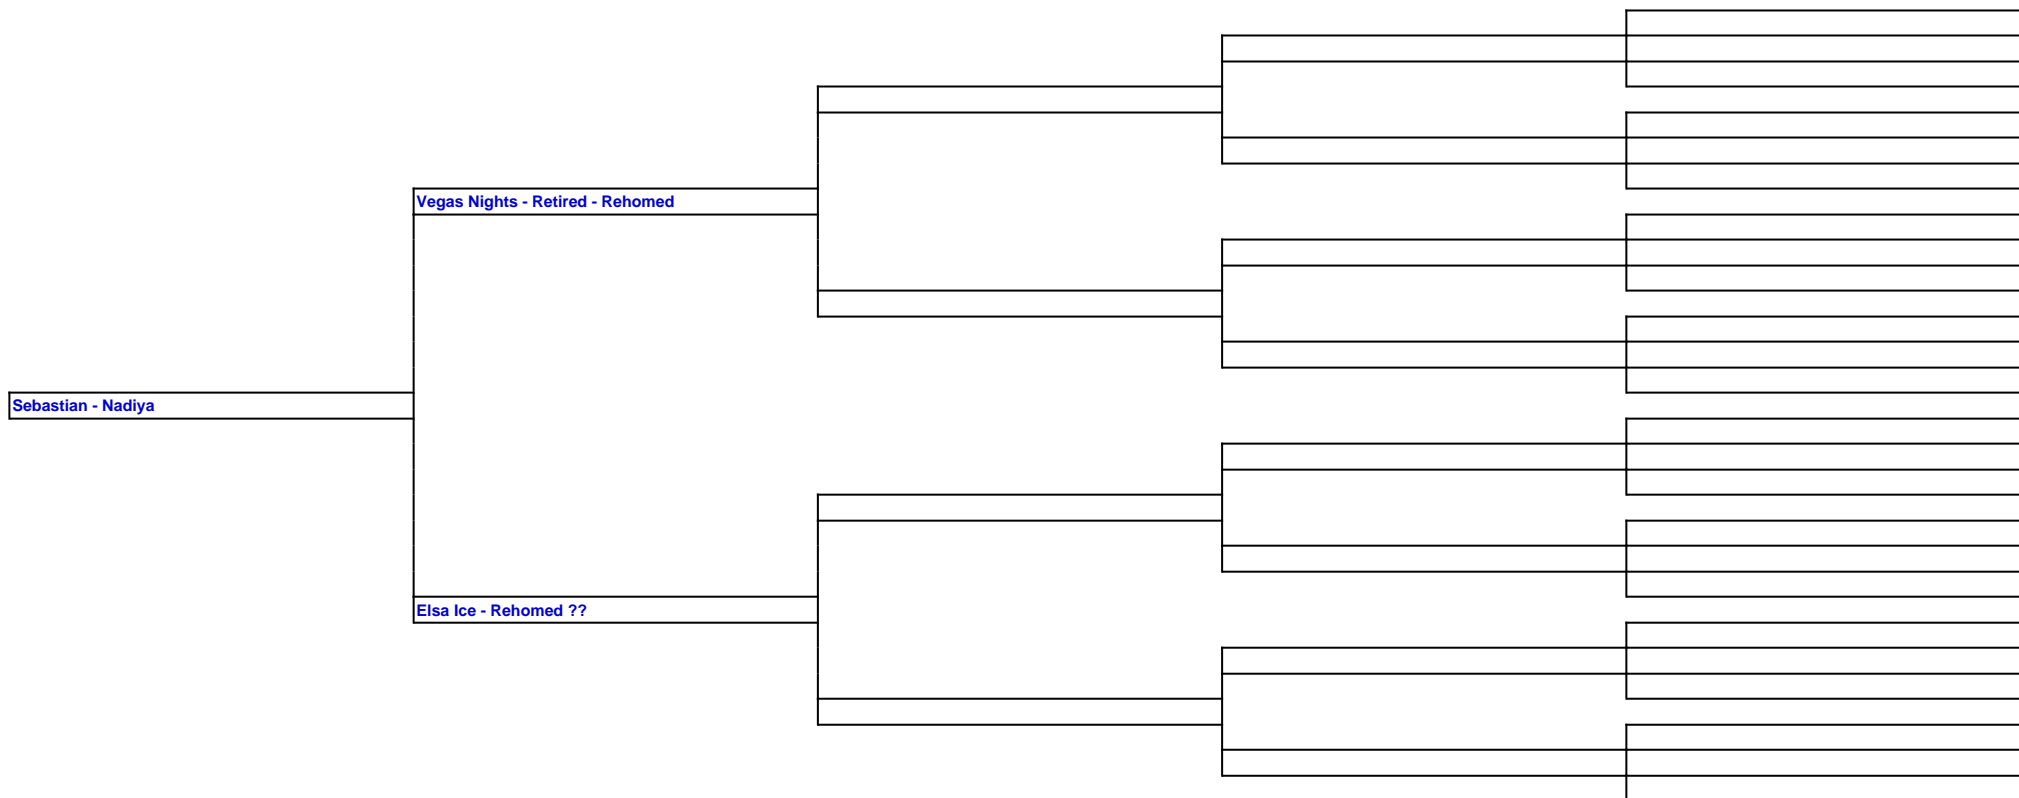 Vegas Nights - Retired - Rehomed
Sebastian - Nadiya
Elsa Ice - Rehomed ??